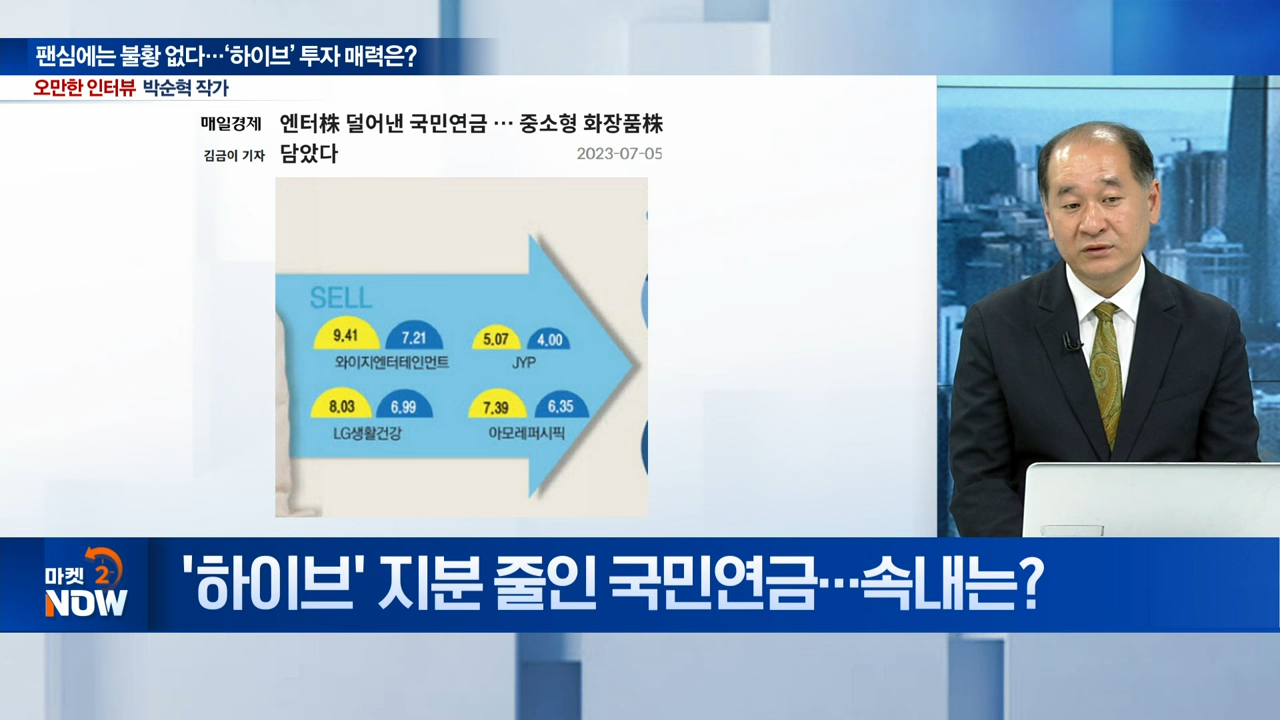 팬심에는 불황 없다…‘하이브’ 투자 매력은?
오만한 인터뷰 박순혁 작가
매일경제 엔터株 덜어낸 국민연금 … 중소형 화장품株
김금이 기자 담았다 2023-07-05
SELL
9.41 7.21 5.07 4.00
와이지엔터테인먼트 JYP
8.03 6.99 7.39 6.35
LG생활건강 아모레퍼시픽
마켓 2
NOW
'하이브' 지분 줄인 국민연금…속내는?